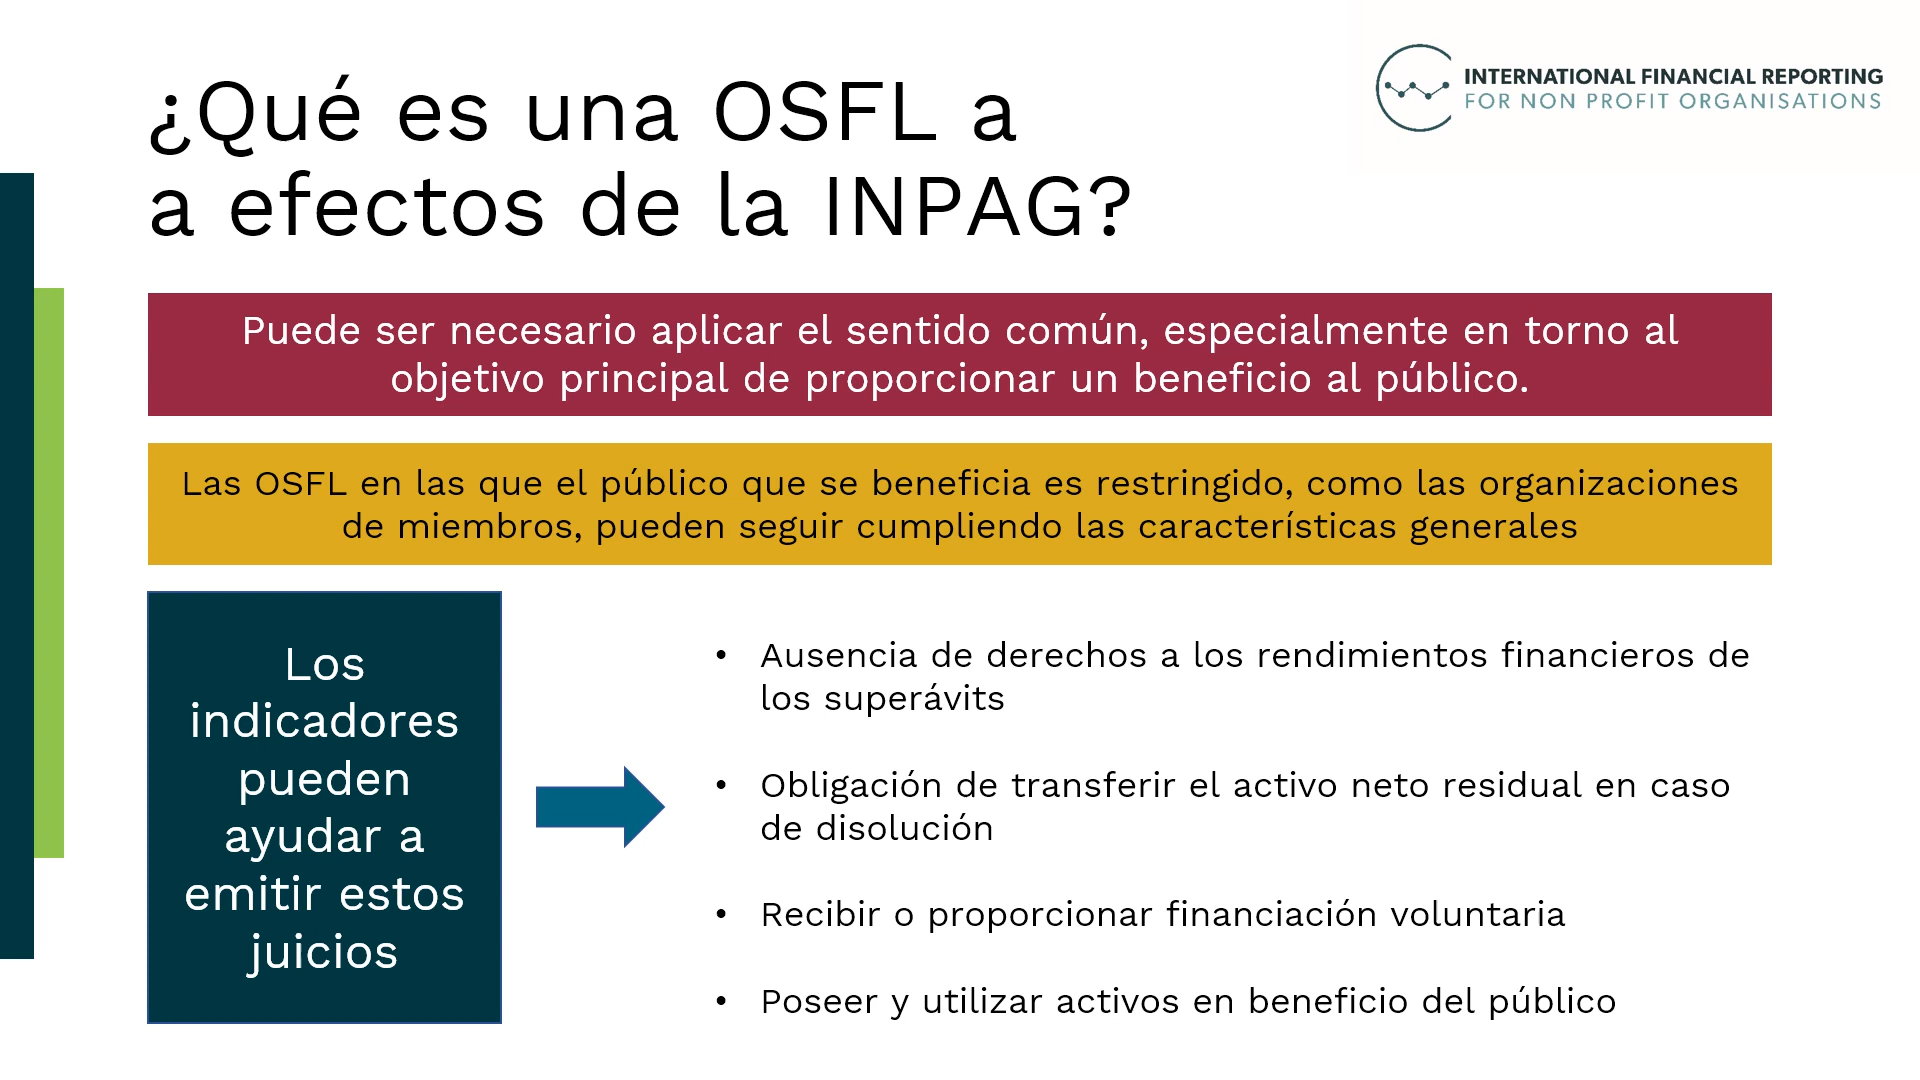 ¿Qué es una OSFL a
a efectos de la INPAG?
INTERNATIONAL FINANCIAL REPORTING
FOR NON PROFIT ORGANISATIONS
Puede ser necesario aplicar el sentido común, especialmente en torno al
objetivo principal de proporcionar un beneficio al público.
Las OSFL en las que el público que se beneficia es restringido, como las organizaciones
de miembros, pueden seguir cumpliendo las características generales
Los
indicadores
pueden
ayudar a
emitir estos
juicios
• Ausencia de derechos a los rendimientos financieros de
los superávits
• Obligación de transferir el activo neto residual en caso
de disolución
• Recibir o proporcionar financiación voluntaria
• Poseer y utilizar activos en beneficio del público